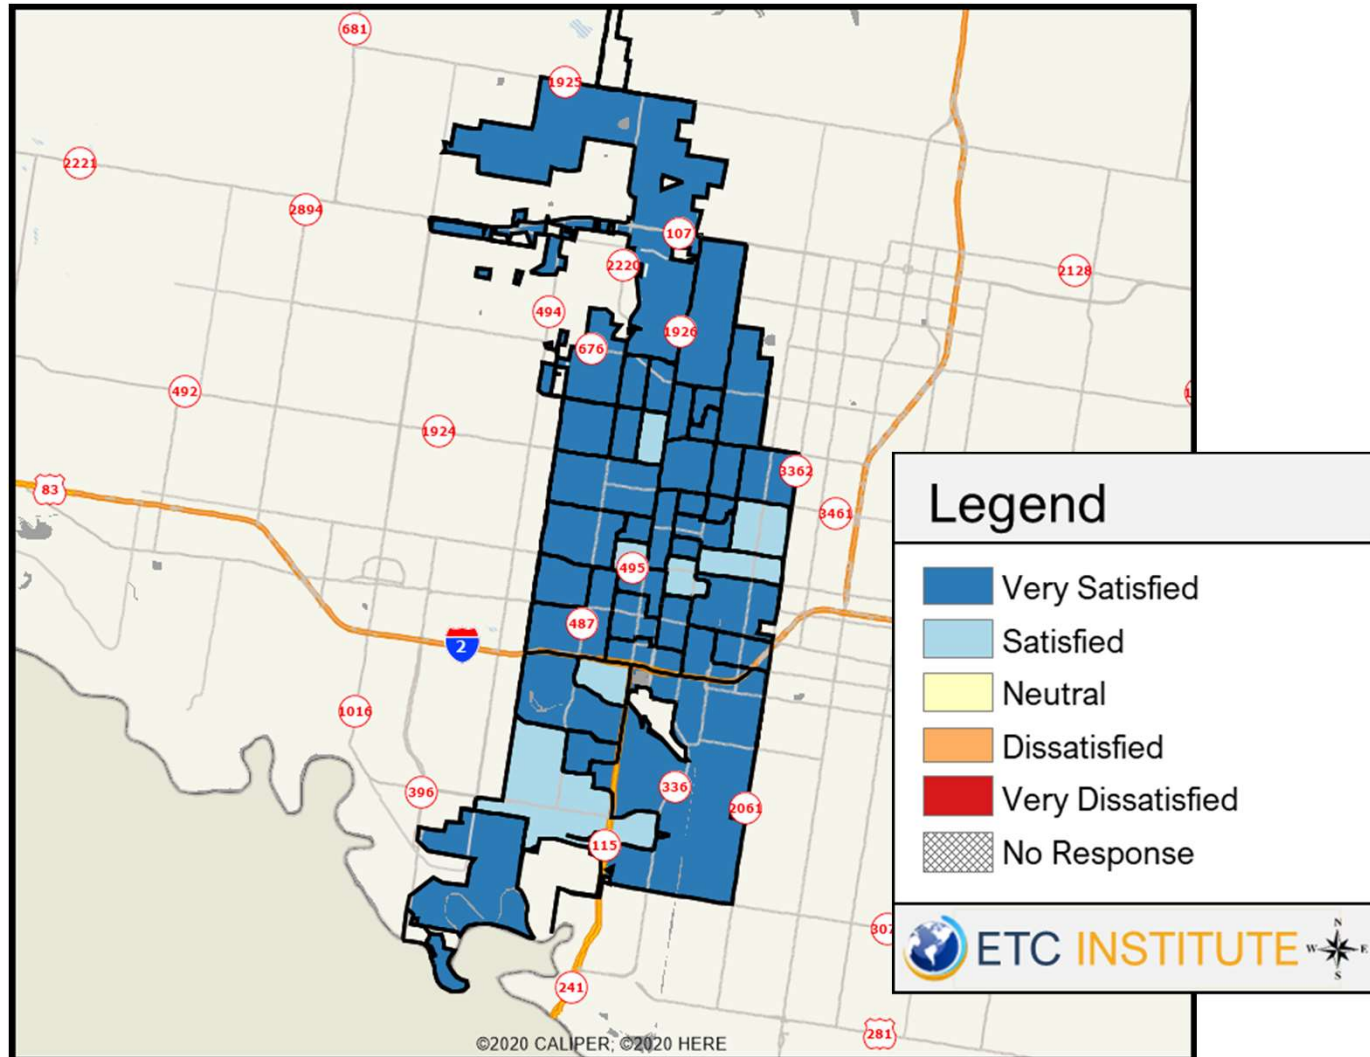 681
1925
2221
2894
107
2220
2128
494
1926
676
492
1924
3362
83
3461
495
487
2
1016
336
396
2061
115
241
281
Legend
Very Satisfied
Satisfied
Neutral
Dissatisfied
Very Dissatisfied
No Response
ETC INSTITUTE
N
W E
S
©2020 CALIPER; ©2020 HERE